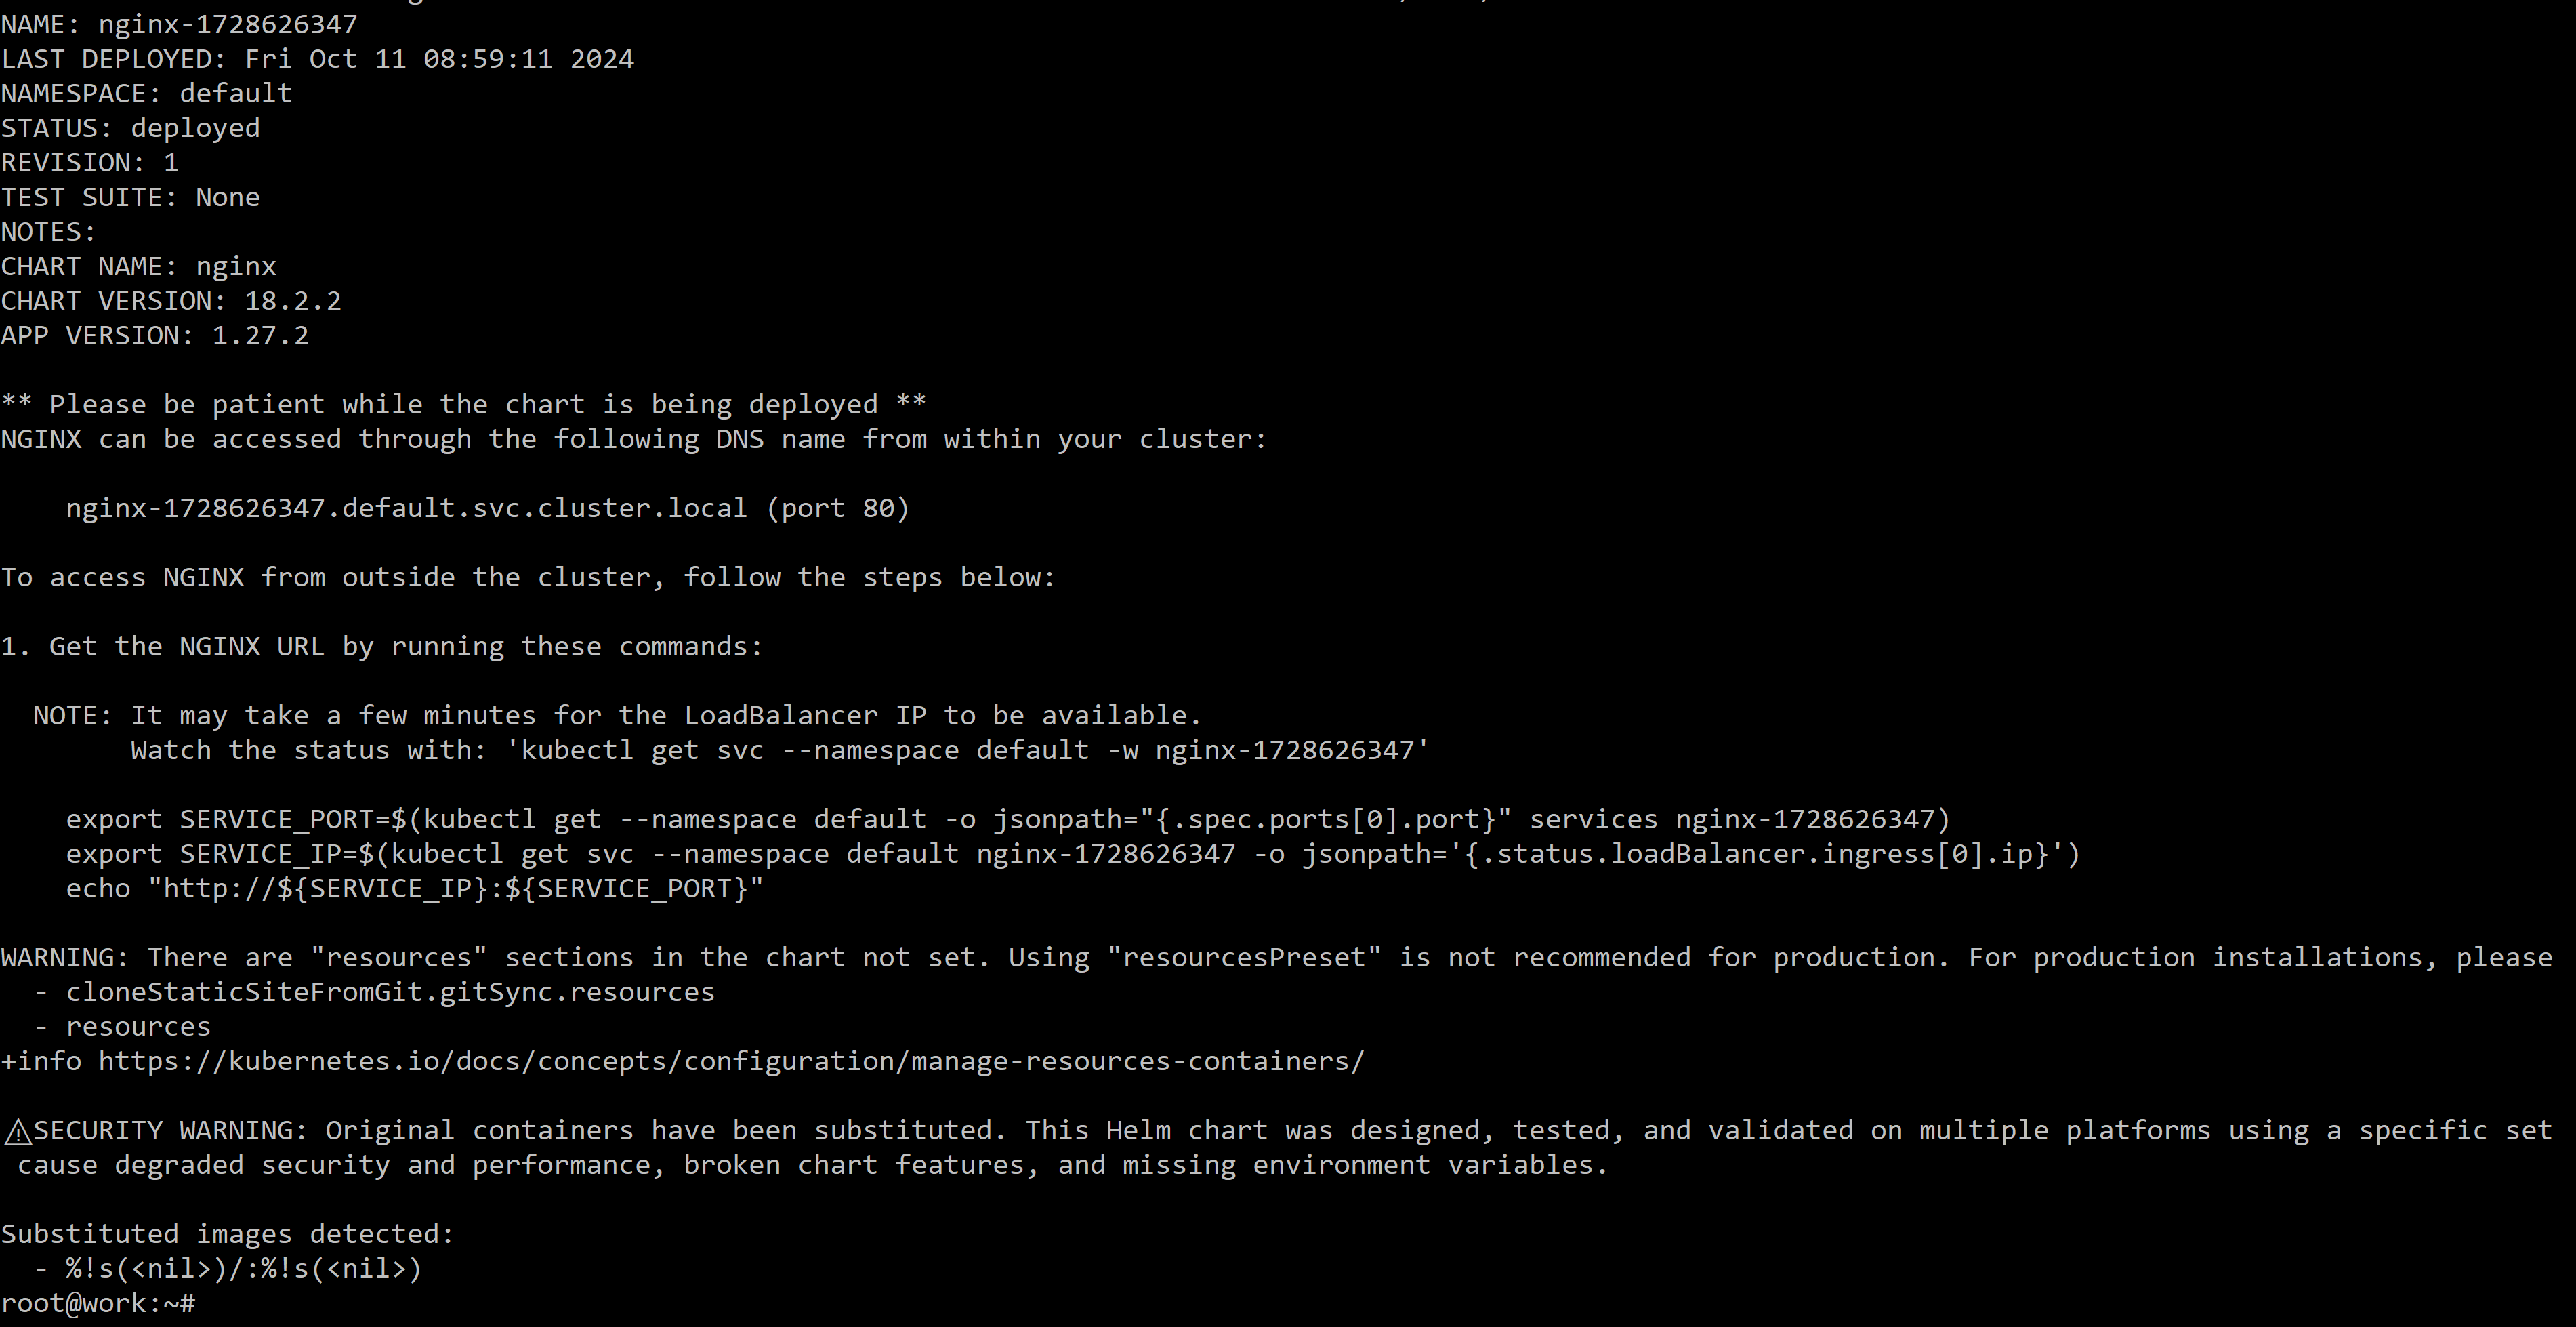 NAME: nginx-1728626347
LAST DEPLOYED: Fri Oct 11 08:59:11 2024
NAMESPACE: default
STATUS: deployed
REVISION: 1
TEST SUITE: None
NOTES:
CHART NAME: nginx
CHART VERSION: 18.2.2
APP VERSION: 1.27.2

** Please be patient while the chart is being deployed **
NGINX can be accessed through the following DNS name from within your cluster:

    nginx-1728626347.default.svc.cluster.local (port 80)

To access NGINX from outside the cluster, follow the steps below:

1. Get the NGINX URL by running these commands:

  NOTE: It may take a few minutes for the LoadBalancer IP to be available.
        Watch the status with: 'kubectl get svc --namespace default -w nginx-1728626347'

    export SERVICE_PORT=$(kubectl get --namespace default -o jsonpath="{.spec.ports[0].port}" services nginx-1728626347)
    export SERVICE_IP=$(kubectl get svc --namespace default nginx-1728626347 -o jsonpath='{.status.loadBalancer.ingress[0].ip}')
    echo "http://${SERVICE_IP}:${SERVICE_PORT}"

WARNING: There are "resources" sections in the chart not set. Using "resourcesPreset" is not recommended for production. For production installations, please
  - cloneStaticSiteFromGit.gitSync.resources
  - resources
+info https://kubernetes.io/docs/concepts/configuration/manage-resources-containers/

⚠SECURITY WARNING: Original containers have been substituted. This Helm chart was designed, tested, and validated on multiple platforms using a specific set
 cause degraded security and performance, broken chart features, and missing environment variables.

Substituted images detected:
  - %!s(<nil>)/:%!s(<nil>)
root@work:~#